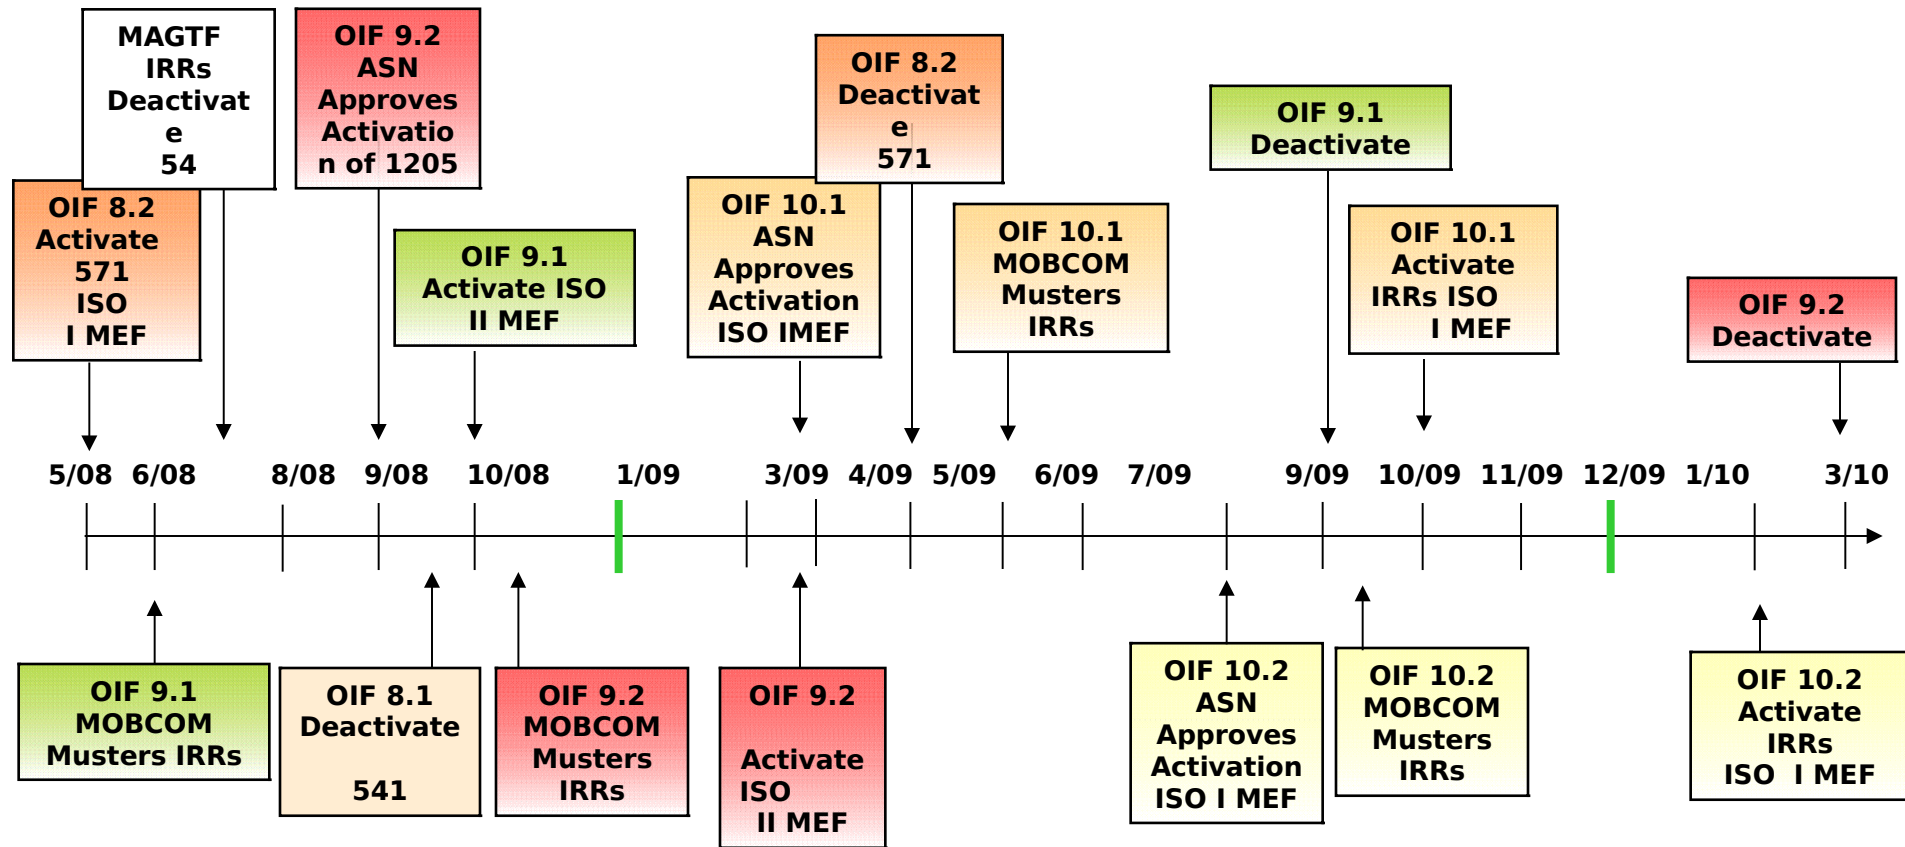 MAGTF
IRRs
Deactivat
e
54
OIF 9.2
ASN
Approves
Activatio
n of 1205
OIF 8.2
Deactivat
e
571
OIF 9.1
Deactivate
OIF 8.2
Activate
571
ISO
I MEF
OIF 9.1
Activate ISO
II MEF
OIF 10.1
ASN
Approves
Activation
ISO IMEF
OIF 10.1
MOBCOM
Musters
IRRs
OIF 10.1
Activate
IRRs ISO
I MEF
OIF 9.2
Deactivate
5/08 6/08 8/08 9/08 10/08 1/09 3/09 4/09 5/09 6/09 7/09 9/09 10/09 11/09 12/09 1/10 3/10
OIF 9.1
MOBCOM
Musters IRRs
OIF 8.1
Deactivate
541
OIF 9.2
MOBCOM
Musters
IRRs
OIF 9.2
Activate
ISO
II MEF
OIF 10.2
ASN
Approves
Activation
ISO I MEF
OIF 10.2
MOBCOM
Musters
IRRs
OIF 10.2
Activate
IRRs
ISO I MEF